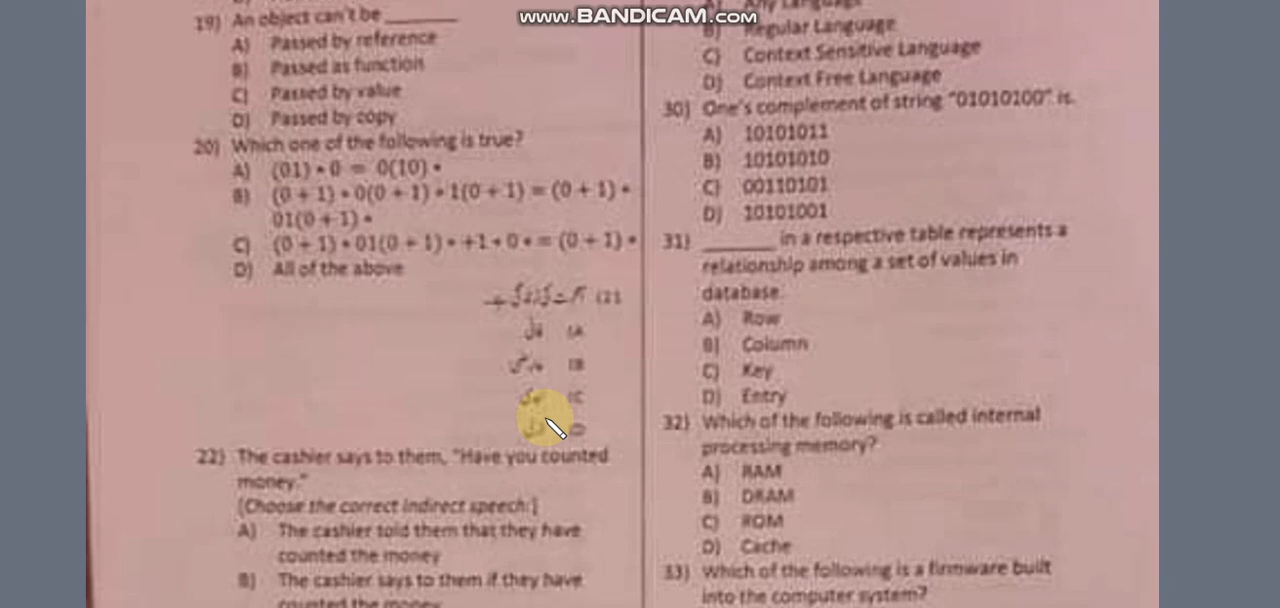 www.BANDICAM.com
19) An object can't be ______
A) Passed by reference
B) Passed as function
C) Passed by value
D) Passed by copy
20) Which one of the following is true?
A) (01) * 0 = 0(10) *
B) (0 + 1) * 0(0 + 1) * 1(0 + 1) = (0 + 1) *
01(0 + 1) *
C) (0 + 1) * 01(0 + 1) * +1 * 0 * = (0 + 1) *
D) All of the above
22) The cashier says to them, "Have you counted
money."
(Choose the correct indirect speech:)
A) The cashier told them that they have
counted the money
B) The cashier says to them if they have
counted the money
Any Language
B) Regular Language
C) Context Sensitive Language
D) Context Free Language
30) One's complement of string "01010100" is.
A) 10101011
B) 10101010
C) 00110101
D) 10101001
31) ______ in a respective table represents a
relationship among a set of values in
database.
A) Row
B) Column
C) Key
D) Entry
32) Which of the following is called internal
processing memory?
A) RAM
B) DRAM
C) ROM
D) Cache
33) Which of the following is a firmware built
into the computer system?